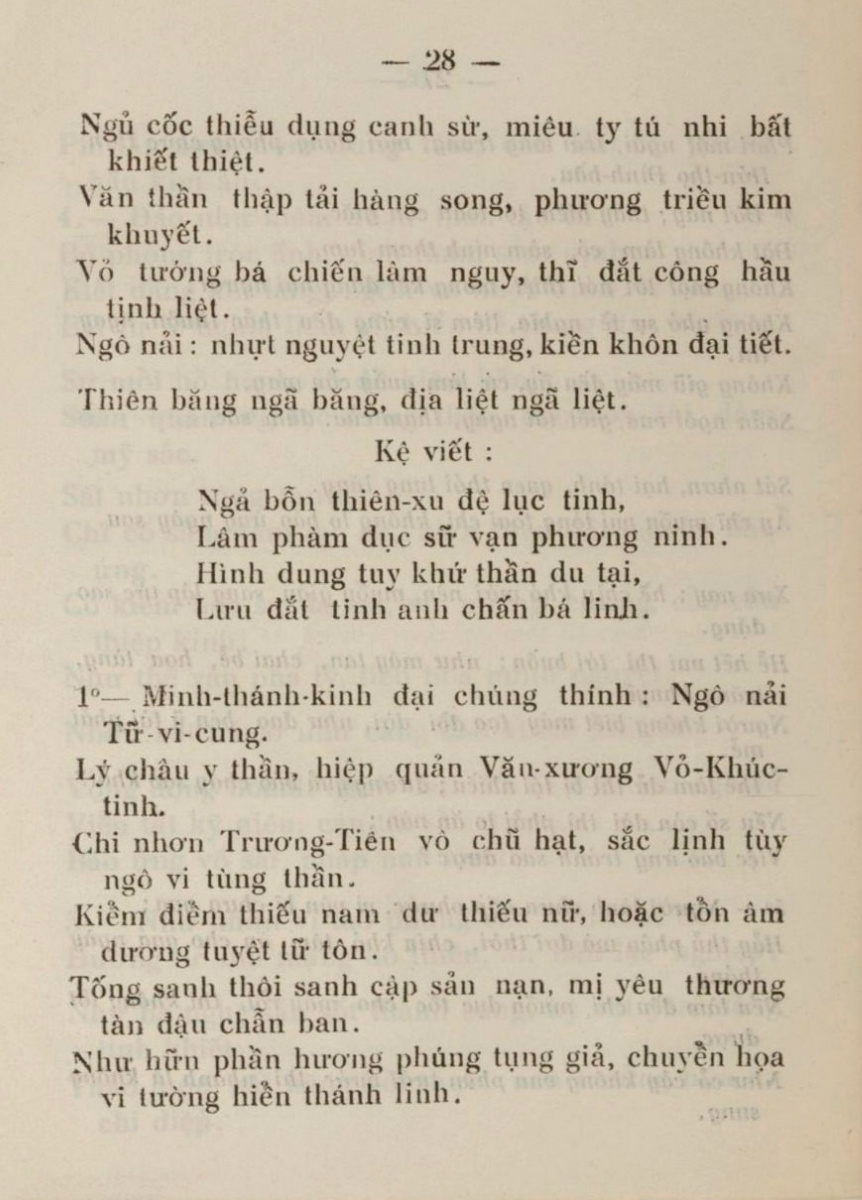 — 28 —
Ngủ cốc thiễu dụng canh sừ, miêu ty tú nhi bất
khiết thiệt.
Văn thần thập tải hàng song, phương triều kim
khuyết.
Vỏ tướng bá chiến làm nguy, thĩ đắt công hầu
tịnh liệt.
Ngô nải : nhựt nguyệt tinh trung, kiền khôn đại tiết.
Thiên băng ngã băng, địa liệt ngã liệt.
Kệ viết :
Ngả bỗn thiên-xu đệ lục tinh,
Lâm phàm dục sữ vạn phương ninh.
Hình dung tuy khứ thần du tại,
Lưu đắt tinh anh chấn bá linh.
1º— Minh-thánh-kinh đại chúng thính : Ngô nải
Tữ-vi-cung.
Lý châu y thần, hiệp quản Văn-xương Vỏ-Khúc-
tinh.
Chi nhơn Trương-Tiên vò chũ hạt, sắc lịnh tùy
ngô vi tùng thần.
Kiểm điểm thiếu nam dư thiếu nữ, hoặc tồn âm
dương tuyệt tữ tôn.
Tống sanh thôi sanh cập sản nạn, mị yêu thương
tàn đậu chẫn ban.
Như hữn phần hương phúng tụng giả, chuyển họa
vi tường hiển thánh linh.